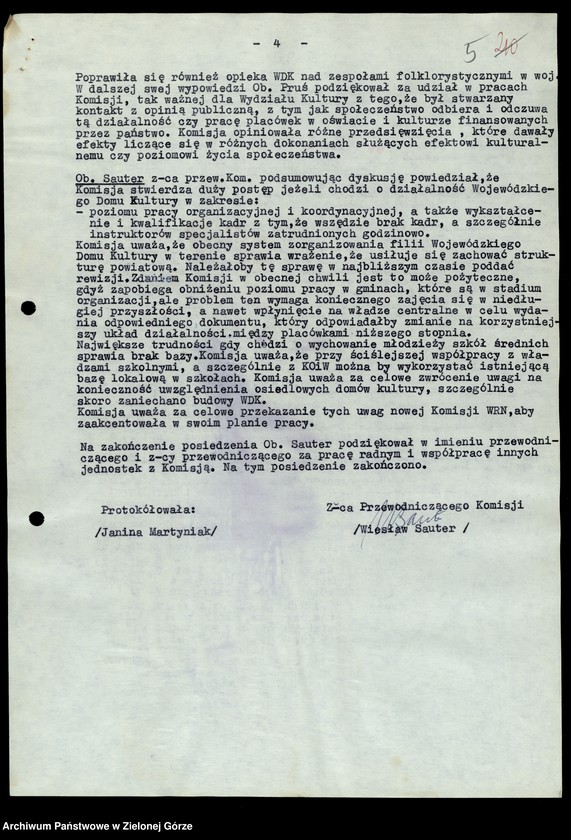 - 4 -
5 20
Poprawiła się również opieka WDK nad zespołami folklorystycznymi w woj.
W dalszej swej wypowiedzi Ob. Pruś podziękował za udział w pracach
Komisji, tak ważnej dla Wydziału Kultury z tego,że był stwarzany
kontakt z opinią publiczną, z tym jak społeczeństwo odbiera i odczuwa
tą działalność czy pracę placówek w oświacie i kulturze finansowanych
przez państwo. Komisja opiniowała różne przedsięwzięcia , które dawały
efekty liczące się w różnych dokonaniach służących efektowi kultural-
nemu czy poziomowi życia społeczeństwa.
Ob. Sauter z-ca przew.Kom. podsumowując dyskusję powiedział,że
Komisja stwierdza duży postęp jeżeli chodzi o działalność Wojewódzkie-
go Domu Kultury w zakresie:
- poziomu pracy organizacyjnej i koordynacyjnej, a także wykształce-
nie i kwalifikacje kadr z tym,że wszędzie brak kadr, a szczególnie
instruktorów specjalistów zatrudnionych godzinowo.
Komisja uważa,że obecny system zorganizowania filii Wojewódzkiego
Domu Kultury w terenie sprawia wrażenie,że usiłuje się zachować struk-
turę powiatową. Należałoby tę sprawę w najbliższym czasie poddać
rewizji.Zdaniem Komisji w obecnej chwili jest to może pożyteczne,
gdyż zapobiega obniżeniu poziomu pracy w gminach, które są w stadium
organizacji,ale problem ten wymaga koniecznego zajęcia się w niedłu-
giej przyszłości, a nawet wpłynięcie na władze centralne w celu wyda-
nia odpowiedniego dokumentu, który odpowiadałby zmianie na korzystniej-
szy układ działalności.między placówkami niższego stopnia.
Największe trudności gdy chodzi o wychowanie młodzieży szkół średnich
sprawia brak bazy.Komisja uważa,że przy ściślejszej współpracy z wła-
dzami szkolnymi, a szczególnie z KOiW można by wykorzystać istniejącą
bazę lokalową w szkołach. Komisja uważa za celowe zwrócenie uwagi na
konieczność uwzględnienia osiedlowych domów kultury, szczególnie
skoro zaniechano budowy WDK.
Komisja uważa za celowe przekazanie tych uwag nowej Komisji WRN,aby
zaakcentowała w swoim planie pracy.
Na zakończenie posiedzenia Ob. Sauter podziękował w imieniu przewodni-
czącego i z-cy przewodniczącego za pracę radnym i współpracę innych
jednostek z Komisją. Na tym posiedzenie zakończono.
Protokółowała:
/Janina Martyniak/
Z-ca Przewodniczącego Komisji
/Wiesław Sauter /
Archiwum Państwowe w Zielonej Górze